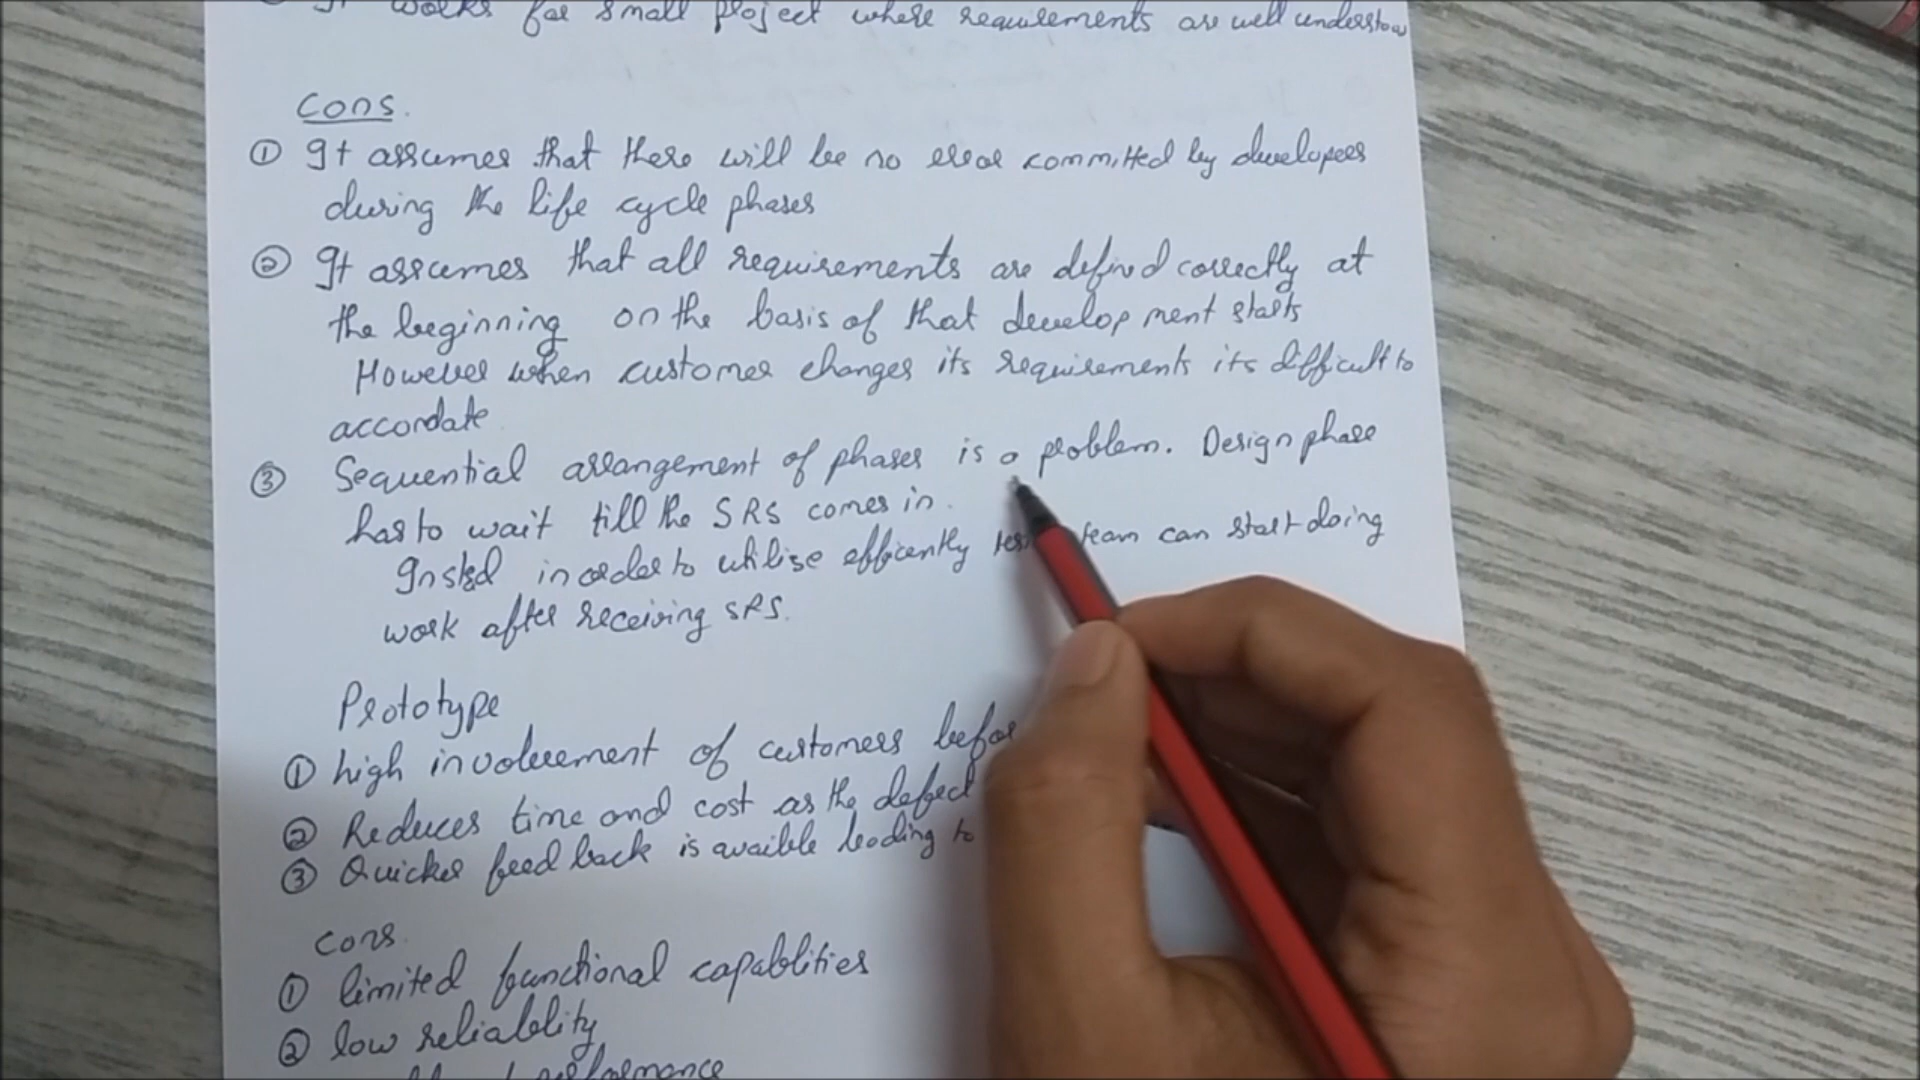 It works for small project where requirements are well understood
Cons.
① It assumes that there will be no error committed by developers
during the life cycle phases
② It assumes that all requirements are defined correctly at
the beginning on the basis of that development starts
However when customer changes its requirements its difficult to
accordate
③ Sequential arrangement of phases is a problem. Design phase
has to wait till the SRS comes in.
Insted in order to utilise efficently team can start doing
work after receiving SRS.
Prototype
① high involvement of customers
② Reduces time and cost as the defect
③ Quicker feed back is avaible leading to
Cons.
① limited functional capablities
② low reliablity
performance